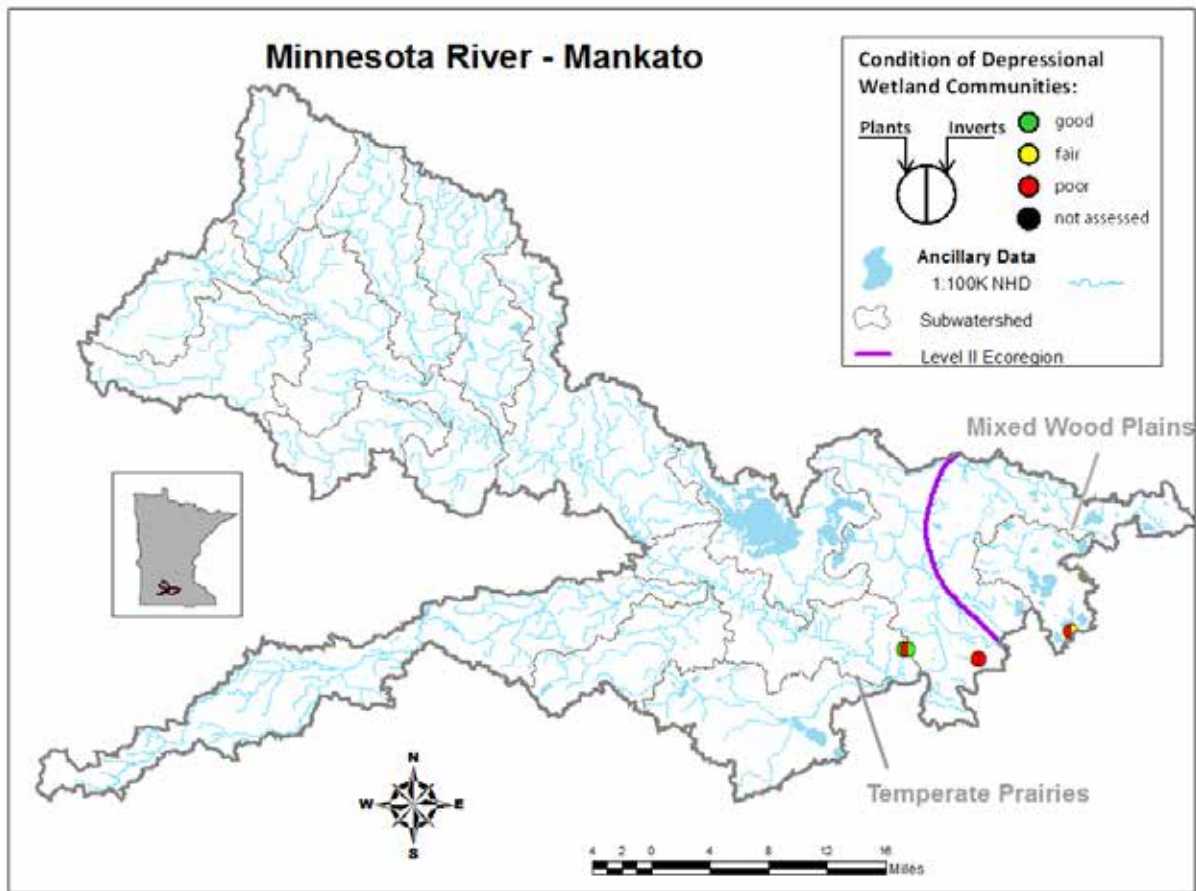 Minnesota River - Mankato
Condition of Depressional
Wetland Communities:
Plants
Inverts
good
fair
poor
not assessed
Ancillary Data
1:100K NHD
Subwatershed
Level II Ecoregion
Mixed Wood Plains
Temperate Prairies
N
W E
S
4 2 0 4 8 12 16
Miles